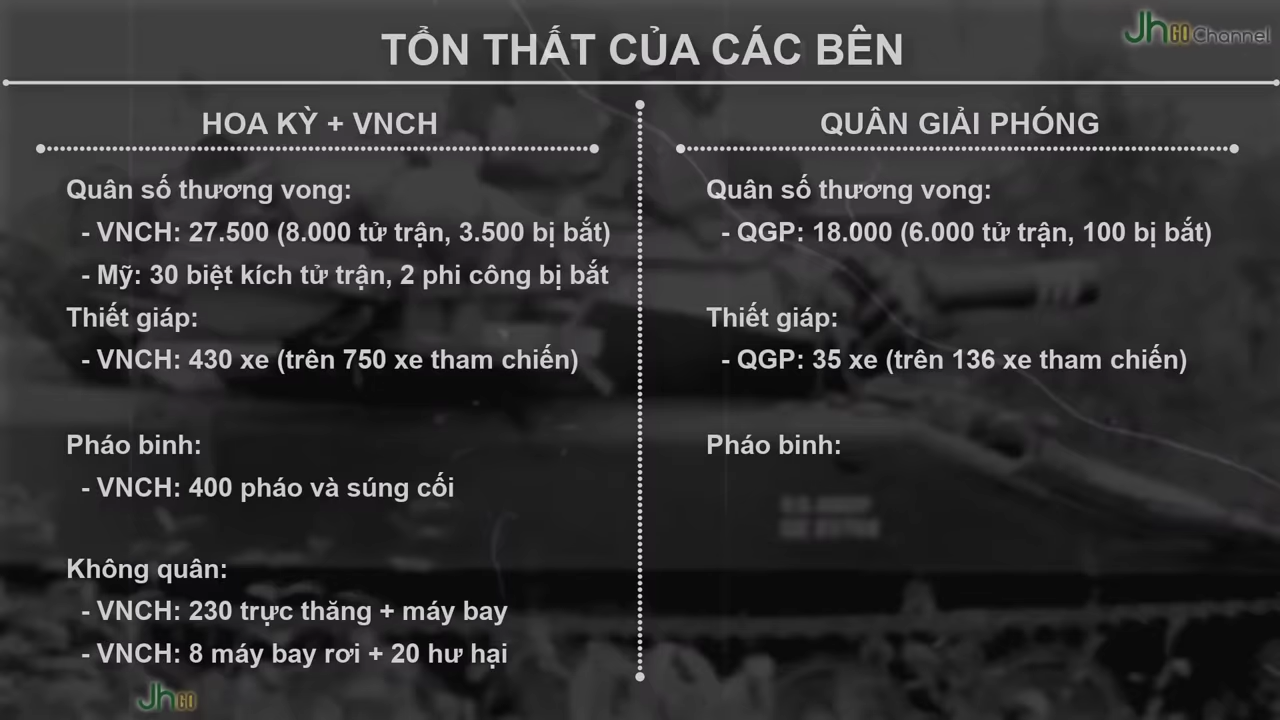 JhGO Channel
TỔN THẤT CỦA CÁC BÊN
HOA KỲ + VNCH
Quân số thương vong:
- VNCH: 27.500 (8.000 tử trận, 3.500 bị bắt)
- Mỹ: 30 biệt kích tử trận, 2 phi công bị bắt
Thiết giáp:
- VNCH: 430 xe (trên 750 xe tham chiến)
Pháo binh:
- VNCH: 400 pháo và súng cối
Không quân:
- VNCH: 230 trực thăng + máy bay
- VNCH: 8 máy bay rơi + 20 hư hại
JhGO
QUÂN GIẢI PHÓNG
Quân số thương vong:
- QGP: 18.000 (6.000 tử trận, 100 bị bắt)
Thiết giáp:
- QGP: 35 xe (trên 136 xe tham chiến)
Pháo binh: